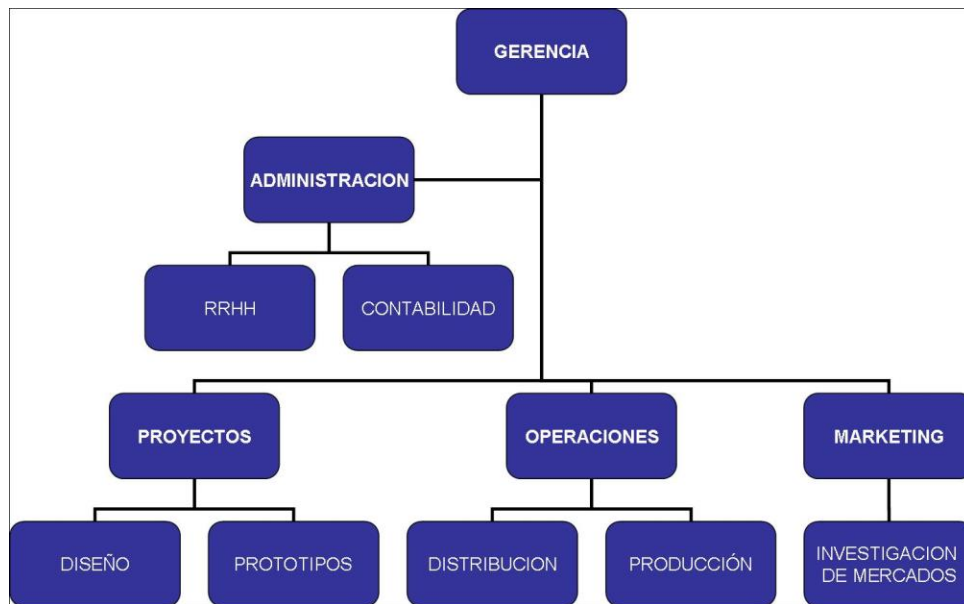 GERENCIA
ADMINISTRACION
RRHH
CONTABILIDAD
PROYECTOS
OPERACIONES
MARKETING
DISEÑO
PROTOTIPOS
DISTRIBUCION
PRODUCCIÓN
INVESTIGACION
DE MERCADOS